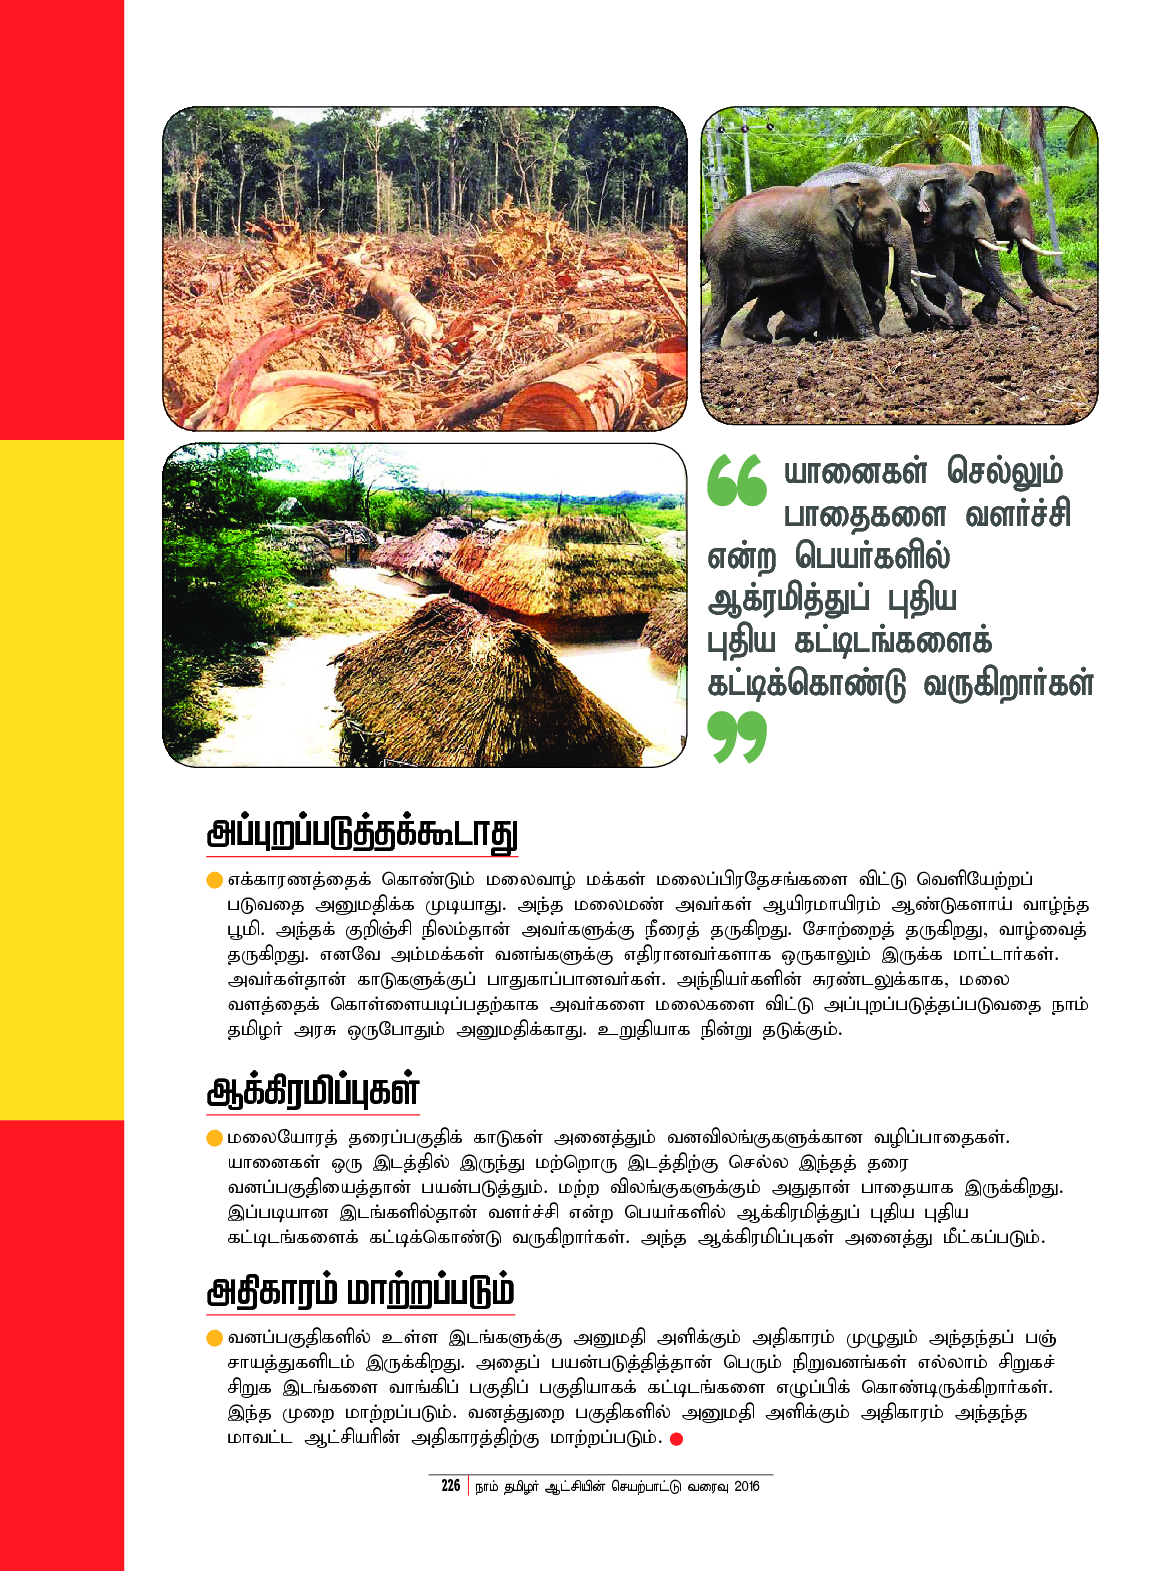 யானைகள் செல்லும்
பாதைகளை வளர்ச்சி
என்ற பெயர்களில்
ஆக்ரமித்துப் புதிய
புதிய கட்டிடங்களைக்
கட்டிக்கொண்டு வருகிறார்கள்
அப்புறப்படுத்தக்கூடாது
எக்காரணத்தைக் கொண்டும் மலைவாழ் மக்கள் மலைப்பிரதேசங்களை விட்டு வெளியேற்றப்
படுவதை அனுமதிக்க முடியாது. அந்த மலைமண் அவர்கள் ஆயிரமாயிரம் ஆண்டுகளாய் வாழ்ந்த
பூமி. அந்தக் குறிஞ்சி நிலம்தான் அவர்களுக்கு நீரைத் தருகிறது. சோற்றைத் தருகிறது, வாழ்வைத்
தருகிறது. எனவே அம்மக்கள் வனங்களுக்கு எதிரானவர்களாக ஒருகாலும் இருக்க மாட்டார்கள்.
அவர்கள்தான் காடுகளுக்குப் பாதுகாப்பானவர்கள். அந்நியர்களின் சுரண்டலுக்காக, மலை
வளத்தைக் கொள்ளையடிப்பதற்காக அவர்களை மலைகளை விட்டு அப்புறப்படுத்தப்படுவதை நாம்
தமிழர் அரசு ஒருபோதும் அனுமதிக்காது. உறுதியாக நின்று தடுக்கும்.
ஆக்கிரமிப்புகள்
மலையோரத் தரைப்பகுதிக் காடுகள் அனைத்தும் வனவிலங்குகளுக்கான வழிப்பாதைகள்.
யானைகள் ஒரு இடத்தில் இருந்து மற்றொரு இடத்திற்கு செல்ல இந்தத் தரை
வனப்பகுதியைத்தான் பயன்படுத்தும். மற்ற விலங்குகளுக்கும் அதுதான் பாதையாக இருக்கிறது.
இப்படியான இடங்களில்தான் வளர்ச்சி என்ற பெயர்களில் ஆக்கிரமித்துப் புதிய புதிய
கட்டிடங்களைக் கட்டிக்கொண்டு வருகிறார்கள். அந்த ஆக்கிரமிப்புகள் அனைத்து மீட்கப்படும்.
அதிகாரம் மாற்றப்படும்
வனப்பகுதிகளில் உள்ள இடங்களுக்கு அனுமதி அளிக்கும் அதிகாரம் முழுதும் அந்தந்தப் பஞ்
சாயத்துகளிடம் இருக்கிறது. அதைப் பயன்படுத்தித்தான் பெரும் நிறுவனங்கள் எல்லாம் சிறுகச்
சிறுக இடங்களை வாங்கிப் பகுதிப் பகுதியாகக் கட்டிடங்களை எழுப்பிக் கொண்டிருக்கிறார்கள்.
இந்த முறை மாற்றப்படும். வனத்துறை பகுதிகளில் அனுமதி அளிக்கும் அதிகாரம் அந்தந்த
மாவட்ட ஆட்சியரின் அதிகாரத்திற்கு மாற்றப்படும்.
226 நாம் தமிழர் ஆட்சியின் செயற்பாட்டு வரைவு 2016